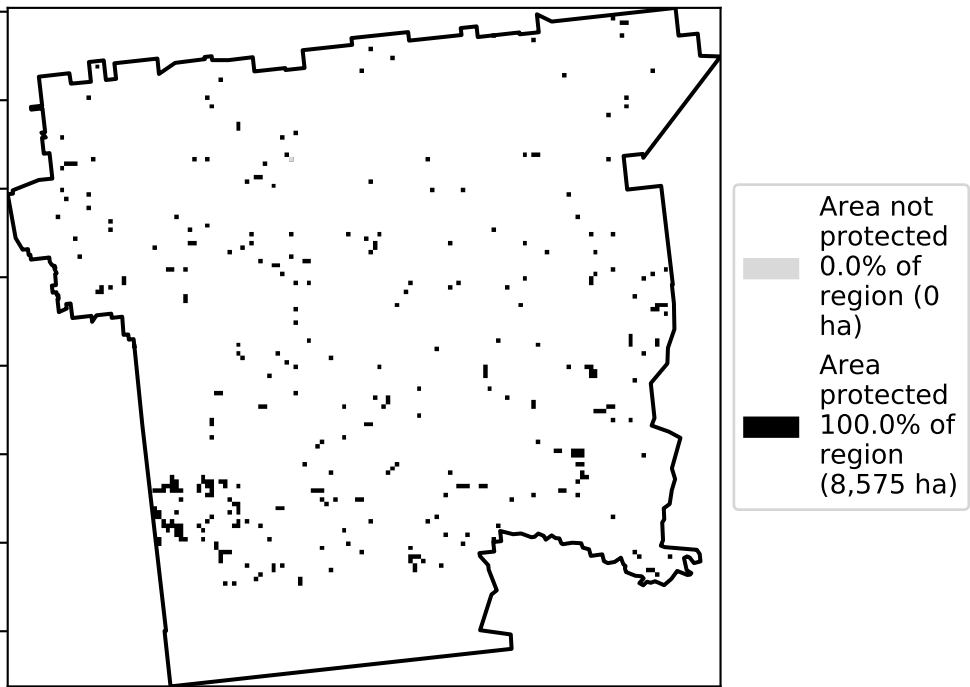 Area not
protected
0.0% of
region (0
ha)
Area
protected
100.0% of
region
(8,575 ha)